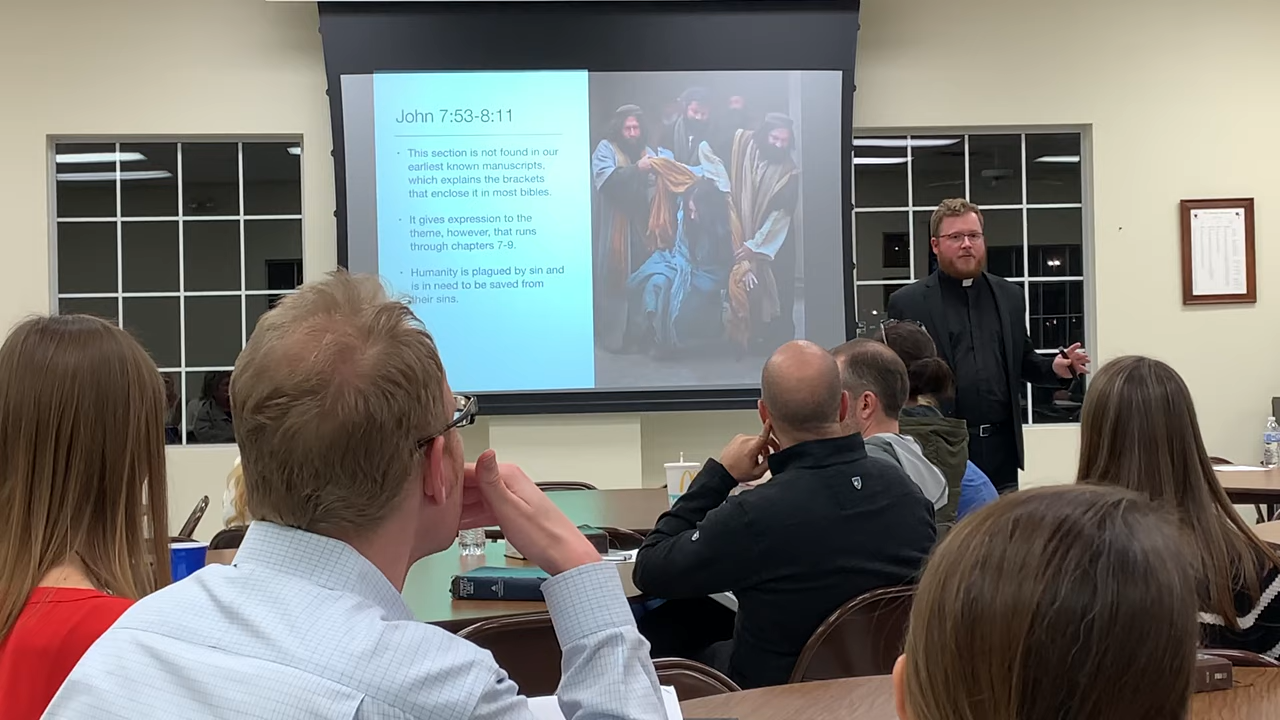 John 7:53-8:11
• This section is not found in our
earliest known manuscripts,
which explains the brackets
that enclose it in most bibles.
• It gives expression to the
theme, however, that runs
through chapters 7-9.
• Humanity is plagued by sin and
is in need to be saved from
their sins.